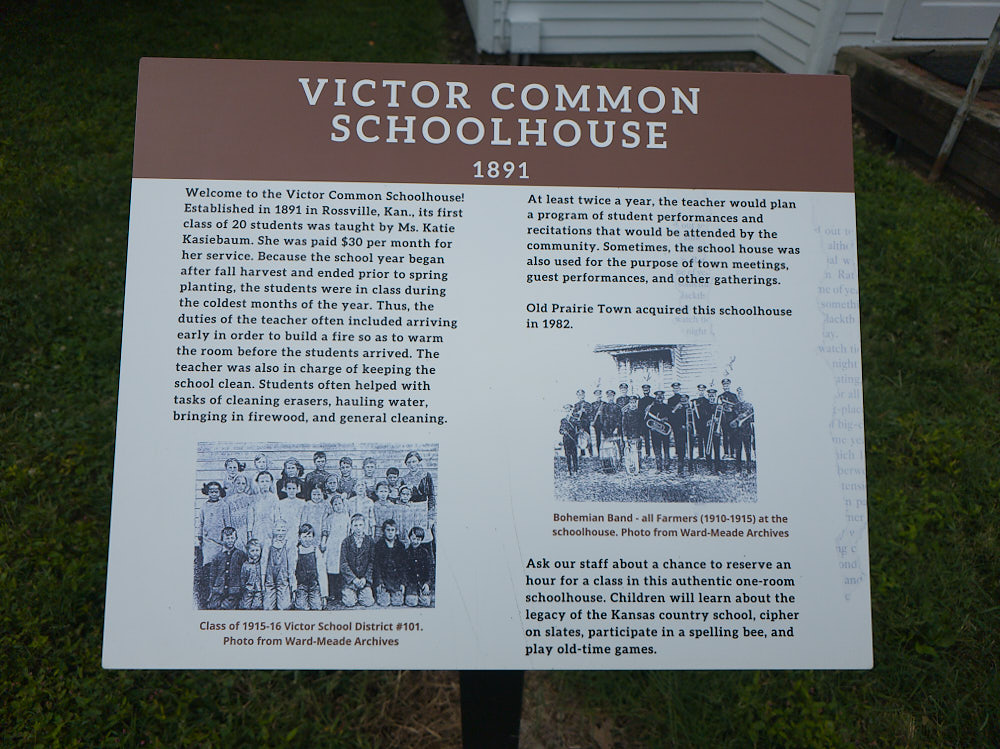 VICTOR COMMON
SCHOOLHOUSE
1891
Welcome to the Victor Common Schoolhouse!
Established in 1891 in Rossville, Kan., its first
class of 20 students was taught by Ms. Katie
Kasiebaum. She was paid $30 per month for
her service. Because the school year began
after fall harvest and ended prior to spring
planting, the students were in class during
the coldest months of the year. Thus, the
duties of the teacher often included arriving
early in order to build a fire so as to warm
the room before the students arrived. The
teacher was also in charge of keeping the
school clean. Students often helped with
tasks of cleaning erasers, hauling water,
bringing in firewood, and general cleaning.
Class of 1915-16 Victor School District #101.
Photo from Ward-Meade Archives
At least twice a year, the teacher would plan
a program of student performances and
recitations that would be attended by the
community. Sometimes, the school house was
also used for the purpose of town meetings,
guest performances, and other gatherings.
Old Prairie Town acquired this schoolhouse
in 1982.
Bohemian Band - all Farmers (1910-1915) at the
schoolhouse. Photo from Ward-Meade Archives
Ask our staff about a chance to reserve an
hour for a class in this authentic one-room
schoolhouse. Children will learn about the
legacy of the Kansas country school, cipher
on slates, participate in a spelling bee, and
play old-time games.